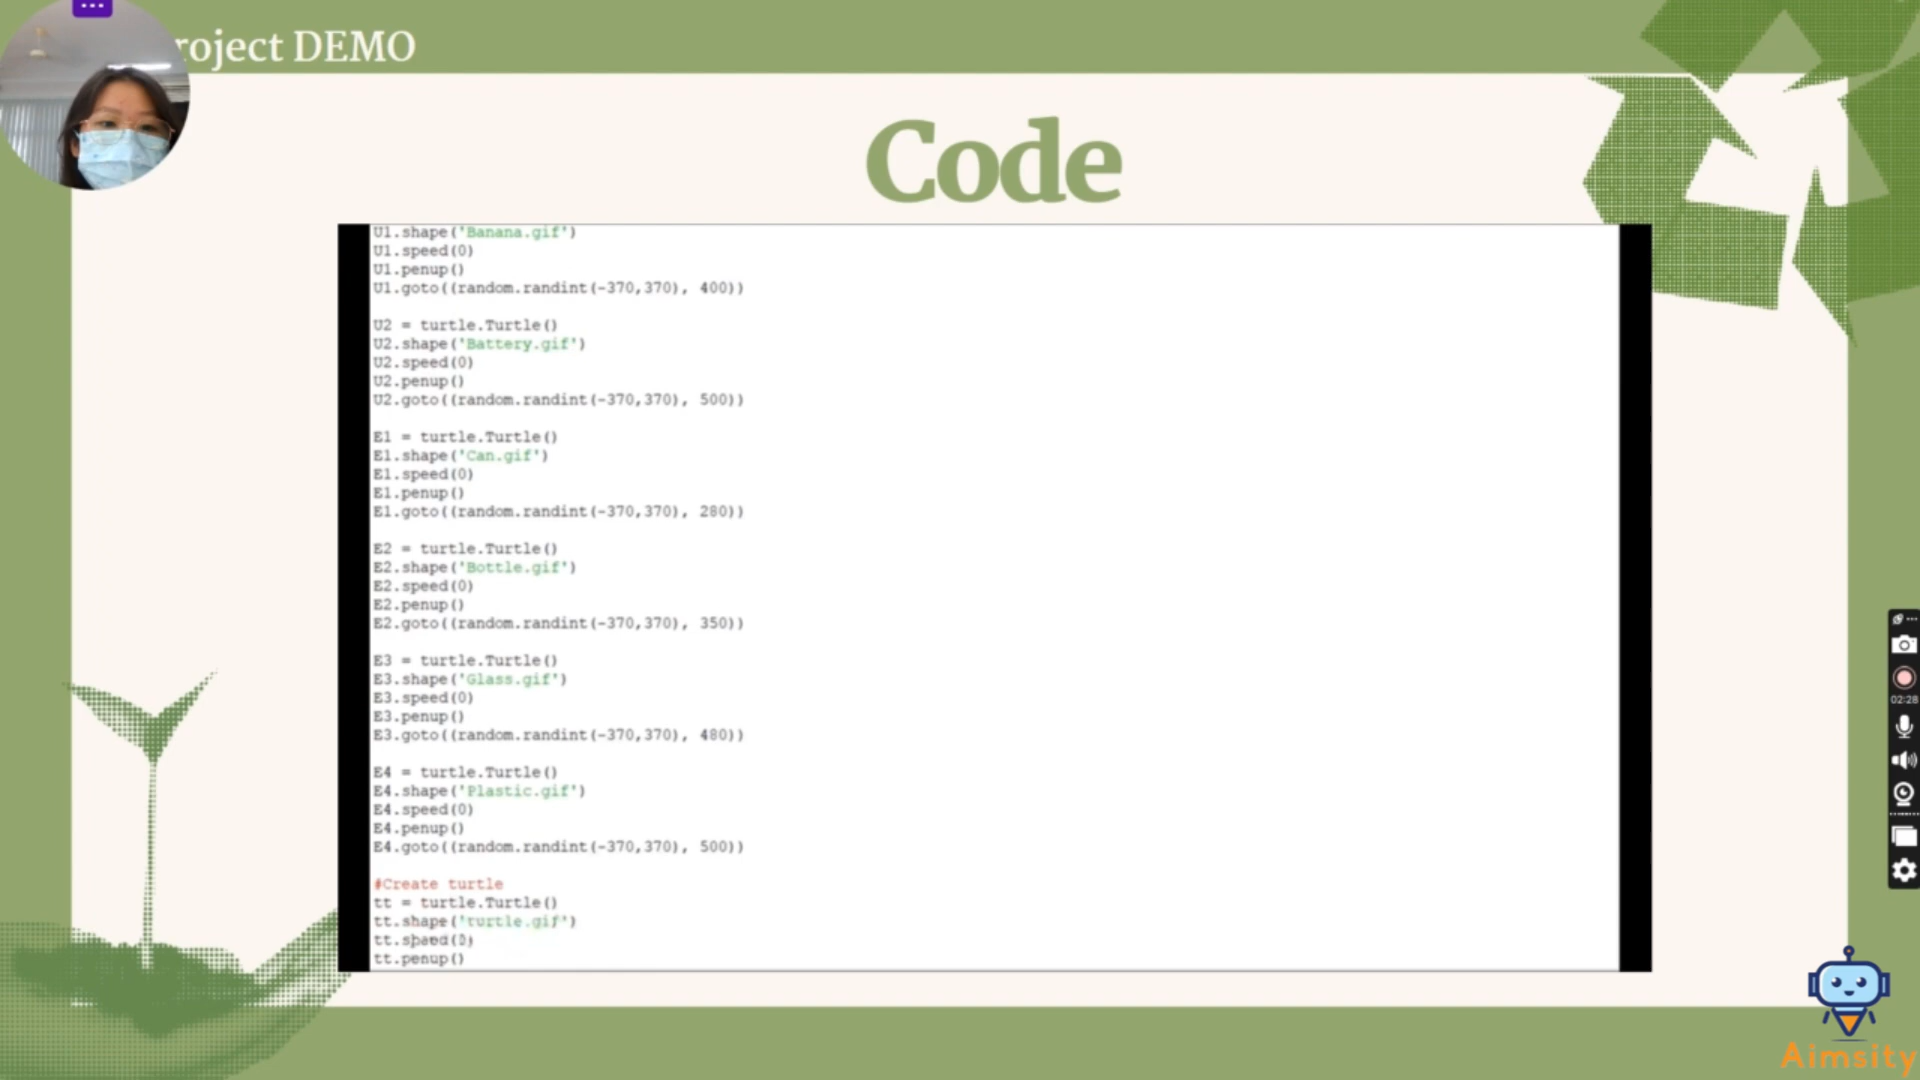 roject DEMO
Code
U1.shape('Banana.gif')
U1.speed(0)
U1.penup()
U1.goto((random.randint(-370,370), 400))
U2 = turtle.Turtle()
U2.shape('Battery.gif')
U2.speed(0)
U2.penup()
U2.goto((random.randint(-370,370), 500))
E1 = turtle.Turtle()
E1.shape('Can.gif')
E1.speed(0)
E1.penup()
E1.goto((random.randint(-370,370), 280))
E2 = turtle.Turtle()
E2.shape('Bottle.gif')
E2.speed(0)
E2.penup()
E2.goto((random.randint(-370,370), 350))
E3 = turtle.Turtle()
E3.shape('Glass.gif')
E3.speed(0)
E3.penup()
E3.goto((random.randint(-370,370), 480))
E4 = turtle.Turtle()
E4.shape('Plastic.gif')
E4.speed(0)
E4.penup()
E4.goto((random.randint(-370,370), 500))
#Create turtle
tt = turtle.Turtle()
tt.shape('turtle.gif')
tt.speed(0)
tt.penup()
02:28
Aimsity